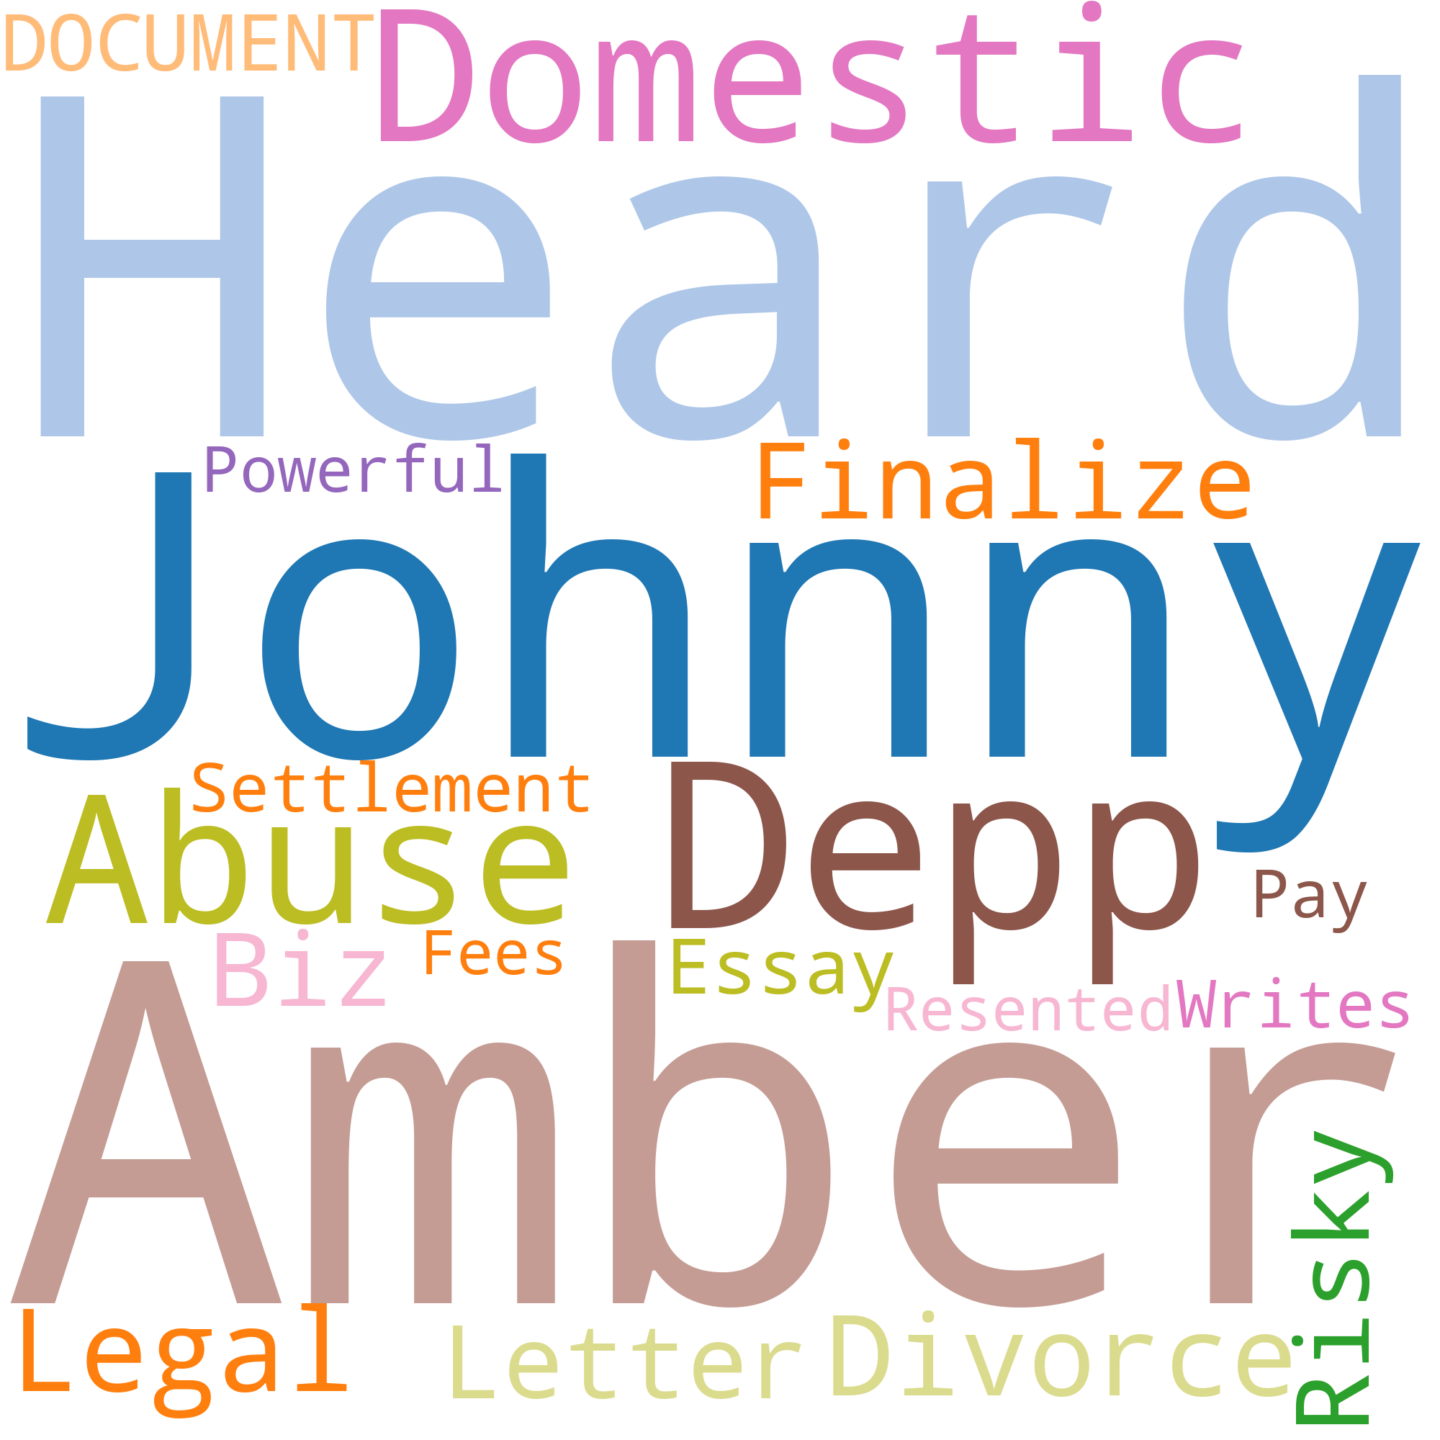 DOCUMENT
Domestic
Heard
Powerful
Finalize
Johnny
Settlement
Abuse
Depp
Pay
Biz
Fees
Essay
Resented
Writes
Amber
Risky
Legal
Letter
Divorce